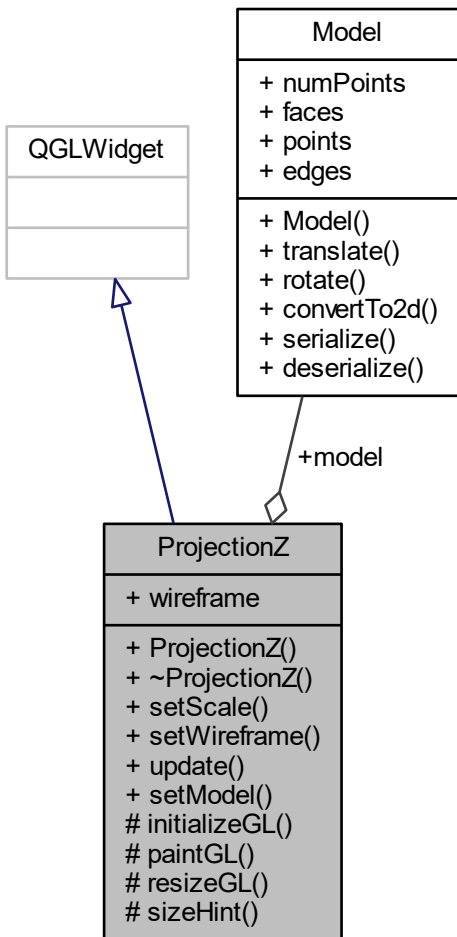 Model
+ numPoints
+ faces
+ points
+ edges
+ Model()
+ translate()
+ rotate()
+ convertTo2d()
+ serialize()
+ deserialize()
QGLWidget
+model
ProjectionZ
+ wireframe
+ ProjectionZ()
+ ~ProjectionZ()
+ setScale()
+ setWireframe()
+ update()
+ setModel()
# initializeGL()
# paintGL()
# resizeGL()
# sizeHint()